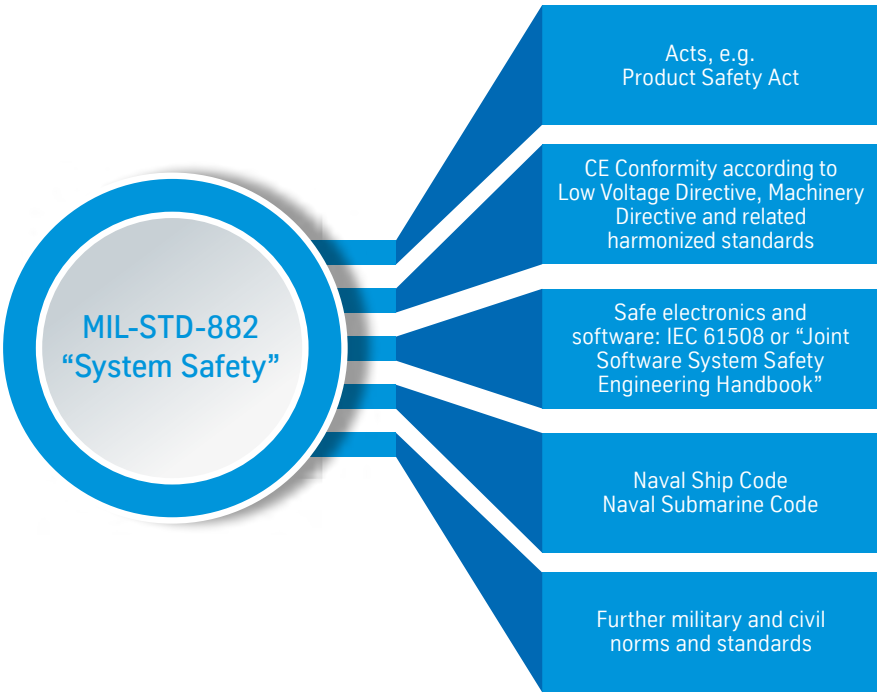 MIL-STD-882
“System Safety”
Acts, e.g.
Product Safety Act
CE Conformity according to
Low Voltage Directive, Machinery
Directive and related
harmonized standards
Safe electronics and
software: IEC 61508 or “Joint
Software System Safety
Engineering Handbook”
Naval Ship Code
Naval Submarine Code
Further military and civil
norms and standards